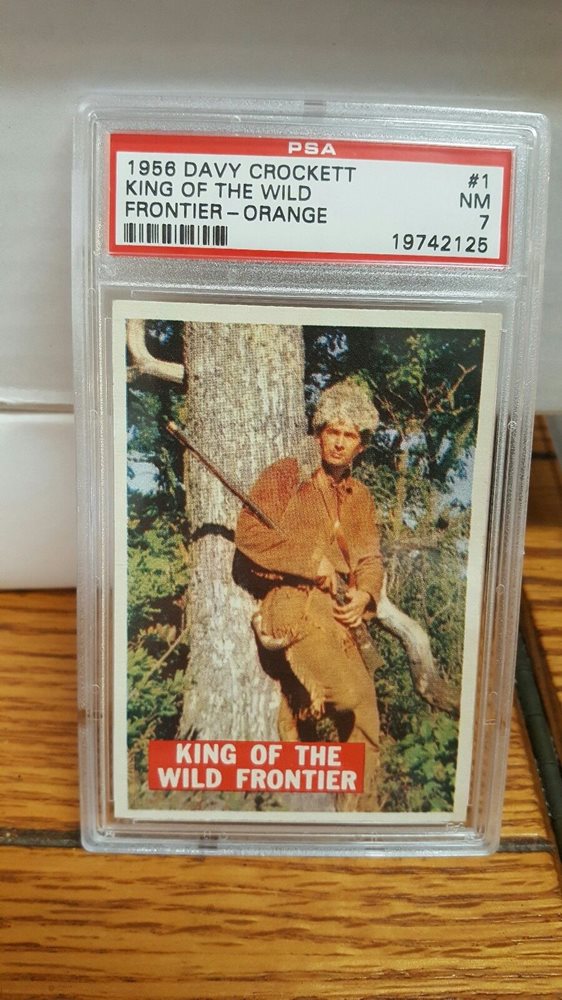 PSA
1956 DAVY CROCKETT #1
KING OF THE WILD NM
FRONTIER-ORANGE 7
19742125
KING OF THE
WILD FRONTIER